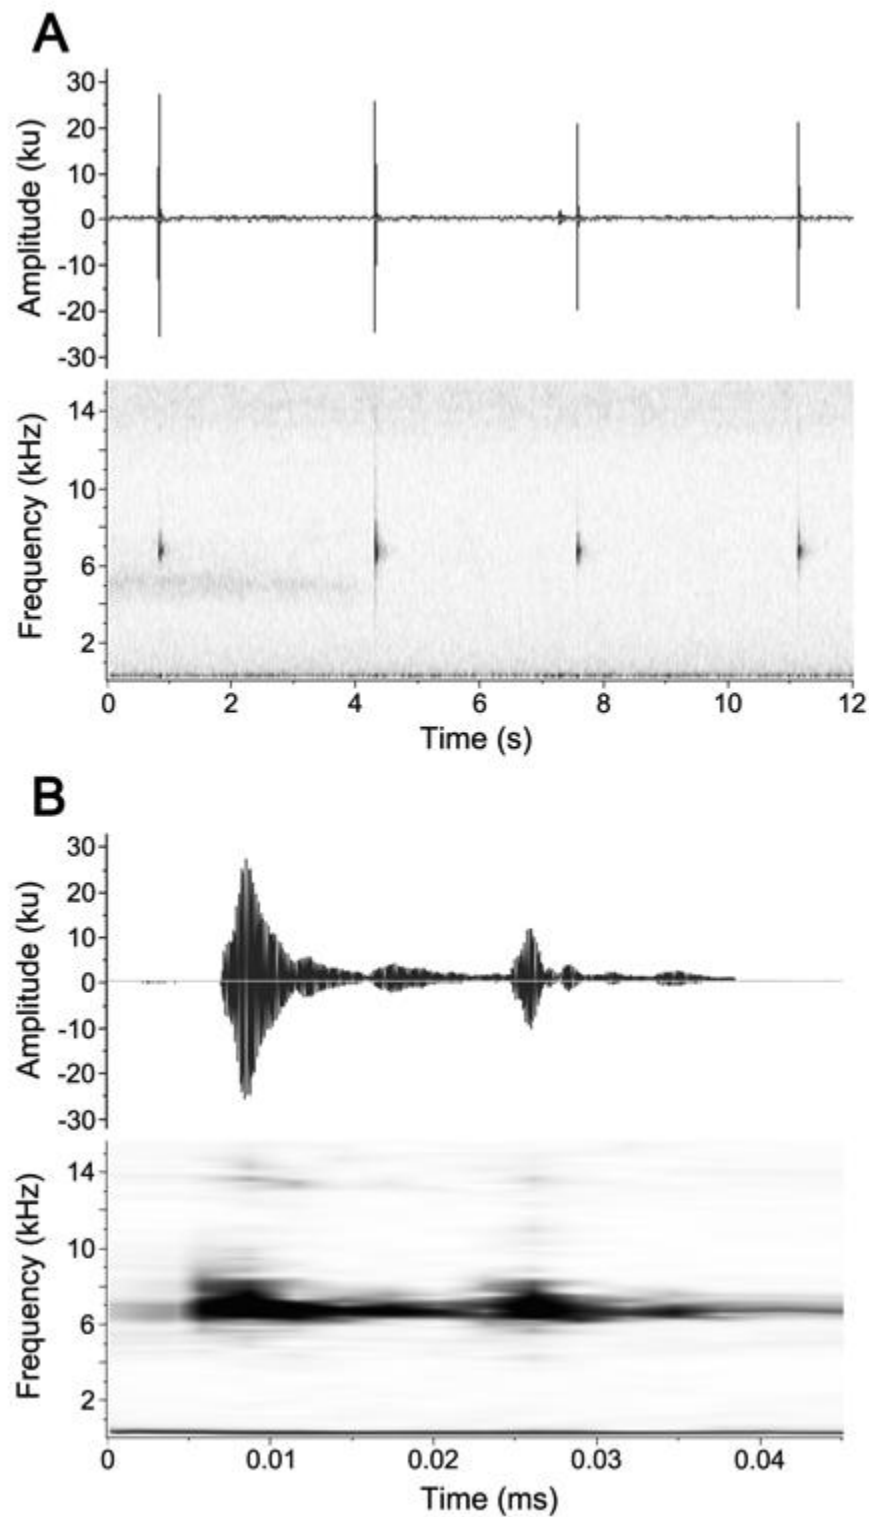 A
30
20
10
0
-10
-20
-30
Amplitude (ku)
14
10
6
2
Frequency (kHz)
0 2 4 6 8 10 12
Time (s)
B
30
20
10
0
-10
-20
-30
Amplitude (ku)
14
10
6
2
Frequency (kHz)
0 0.01 0.02 0.03 0.04
Time (ms)